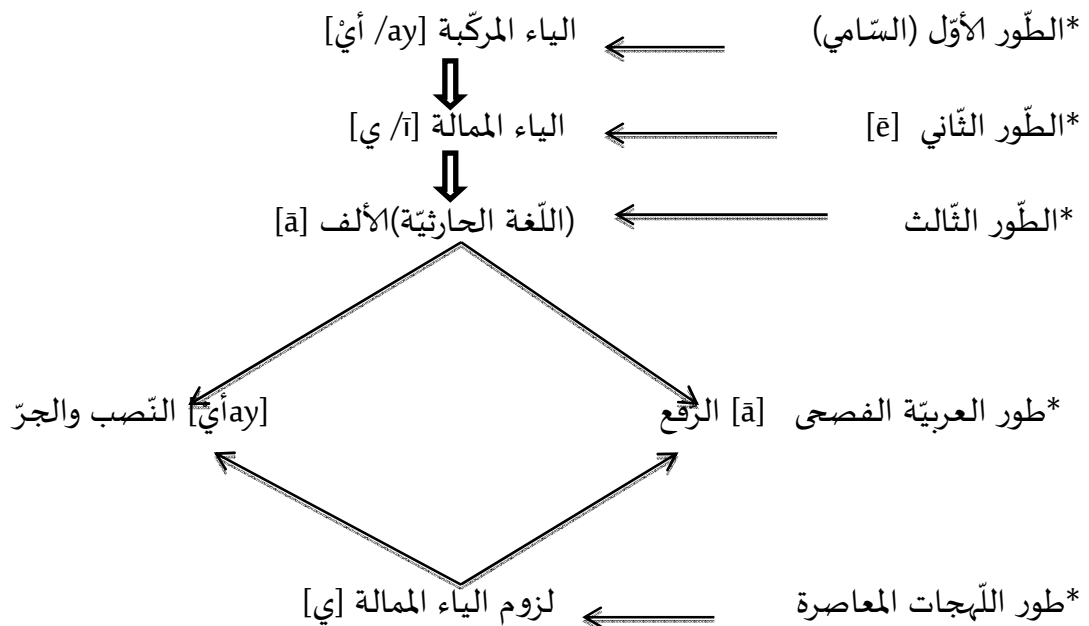 *الطّور الأوّل (السّامي) الياء المركّبة [ay/ أيْ]
*الطّور الثّاني [ē] الياء الممالة [ī/ ي]
*الطّور الثّالث (اللّغة الحارثيّة)الألف [ā]
*طور العربيّة الفصحى [ā] الرّفع [ayأيْ] النّصب والجرّ
*طور اللّهجات المعاصرة لزوم الياء الممالة [ي]